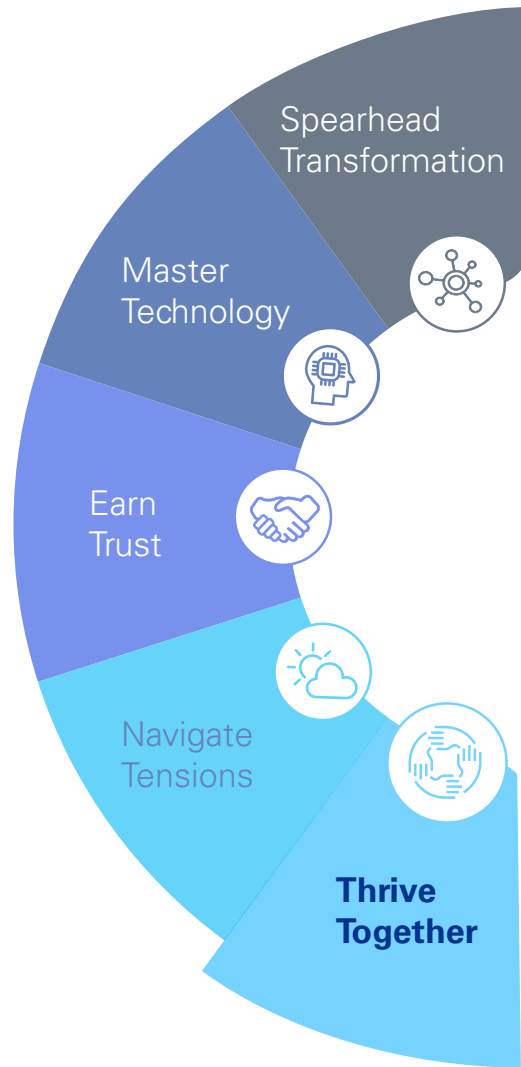 Spearhead
Transformation
Master
Technology
Earn
Trust
Navigate
Tensions
Thrive
Together